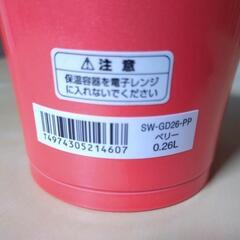 ⚠注意
保温容器を電子レンジ
に入れないでください
SW-GD26-PP
ベリー
0.26L
14974305214607